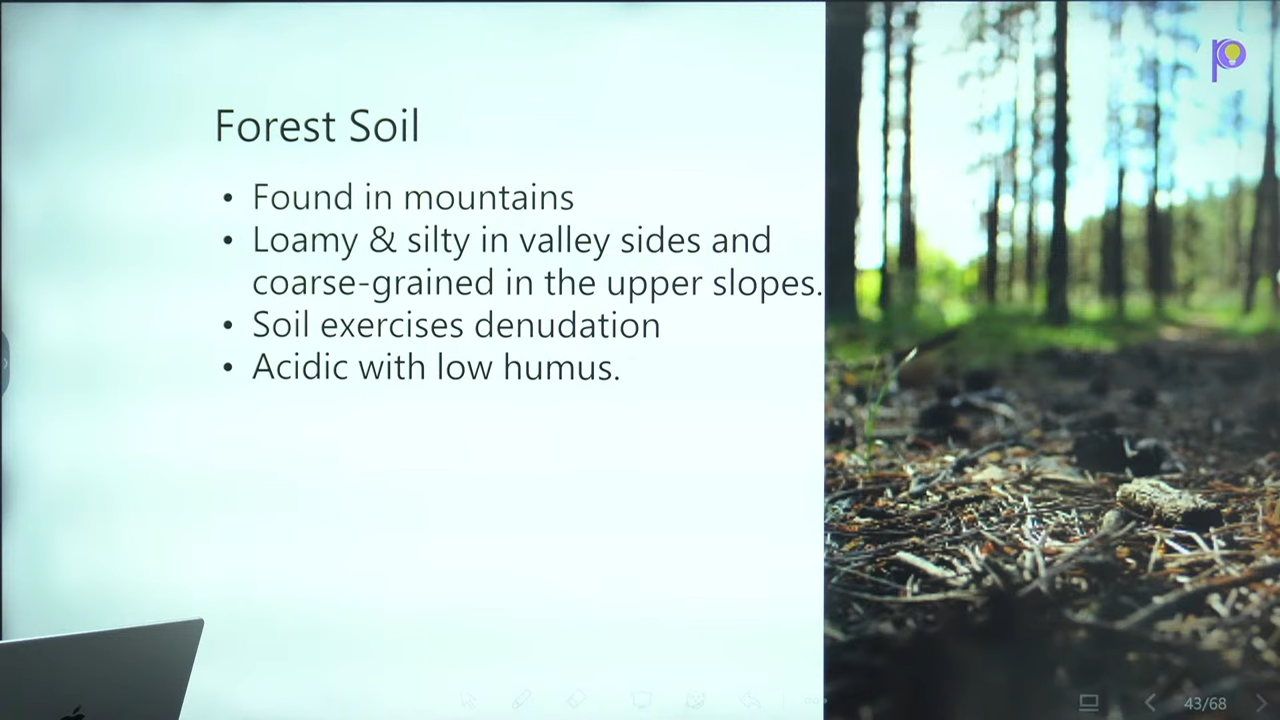 Forest Soil
• Found in mountains
• Loamy & silty in valley sides and
coarse-grained in the upper slopes.
• Soil exercises denudation
• Acidic with low humus.
43/68